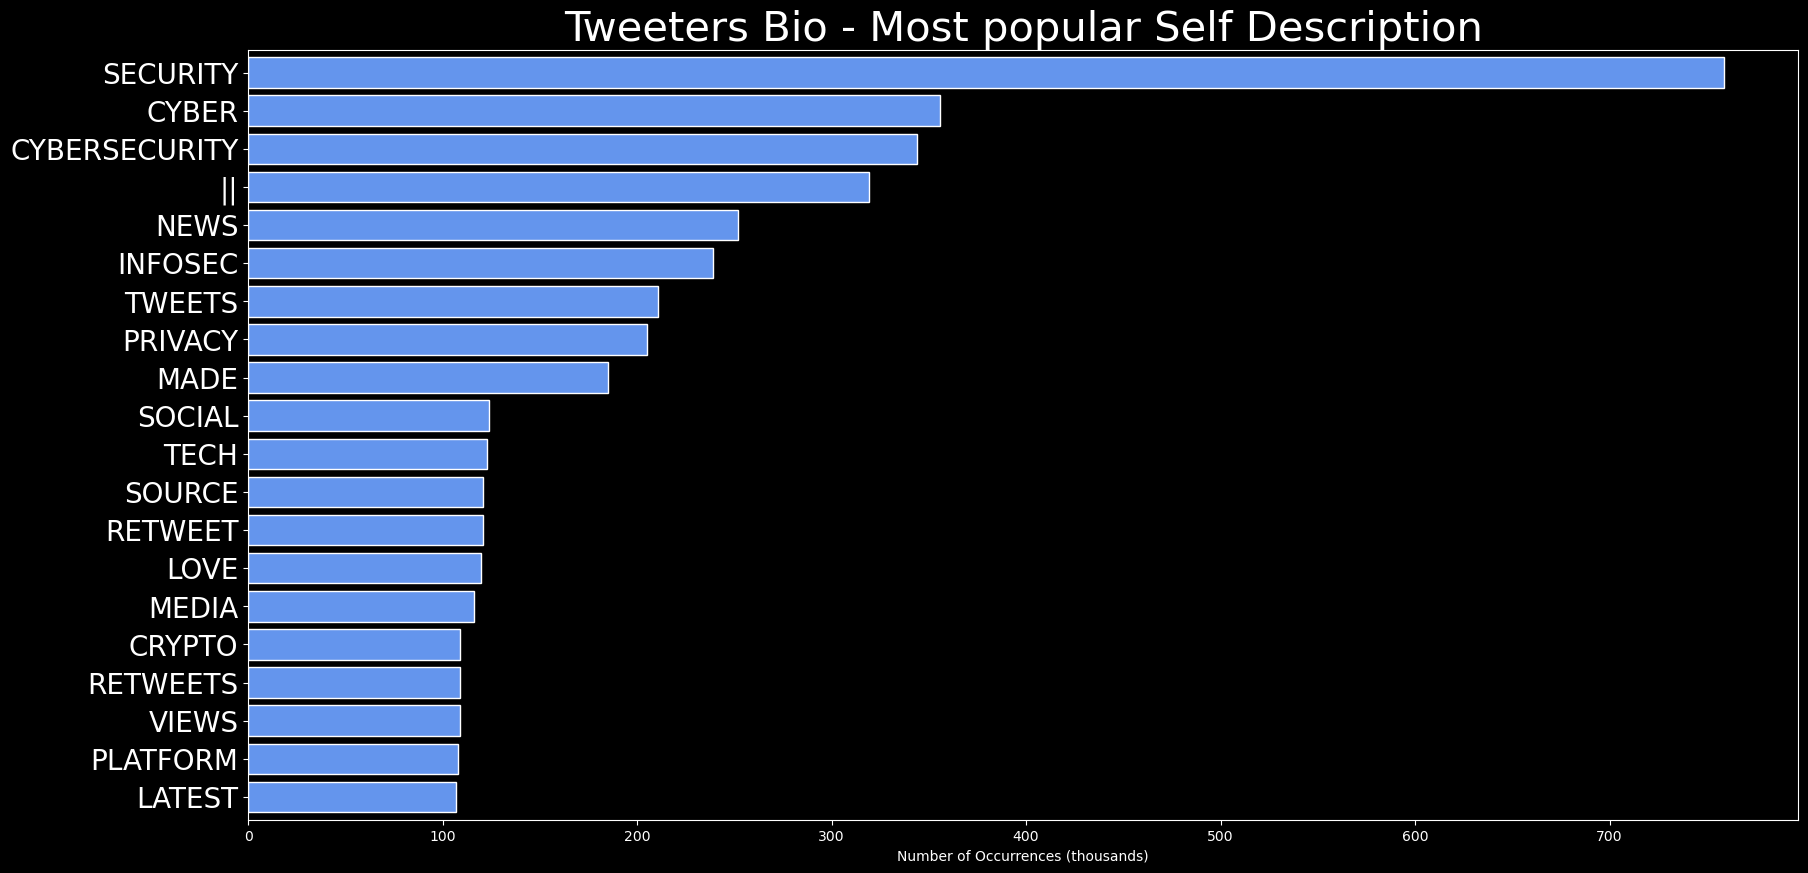 Tweeters Bio - Most popular Self Description
SECURITY
CYBER
CYBERSECURITY
||
NEWS
INFOSEC
TWEETS
PRIVACY
MADE
SOCIAL
TECH
SOURCE
RETWEET
LOVE
MEDIA
CRYPTO
RETWEETS
VIEWS
PLATFORM
LATEST
0 100 200 300 400 500 600 700
Number of Occurrences (thousands)